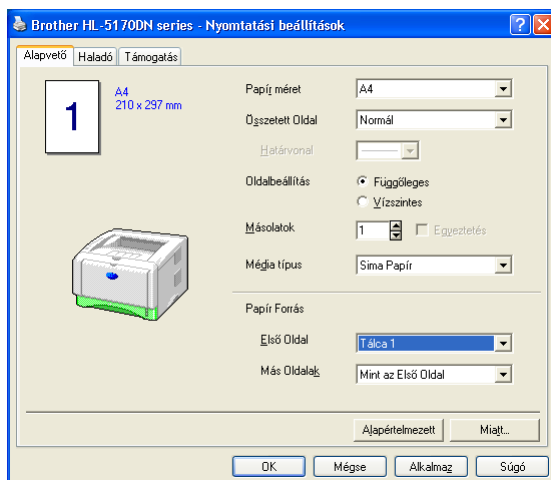 Brother HL-5170DN series - Nyomtatási beállítások
Alapvető Haladó Támogatás
1
A4
210 x 297 mm
Papír méret A4
Összetett Oldal Normál
Határvonal
Oldalbeállítás Függőleges
Vízszintes
Másolatok 1 Egyeztetés
Média típus Sima Papír
Papír Forrás
Első Oldal Tálca 1
Más Oldalak Mint az Első Oldal
Alapértelmezett Miatt...
OK Mégse Alkalmaz Súgó